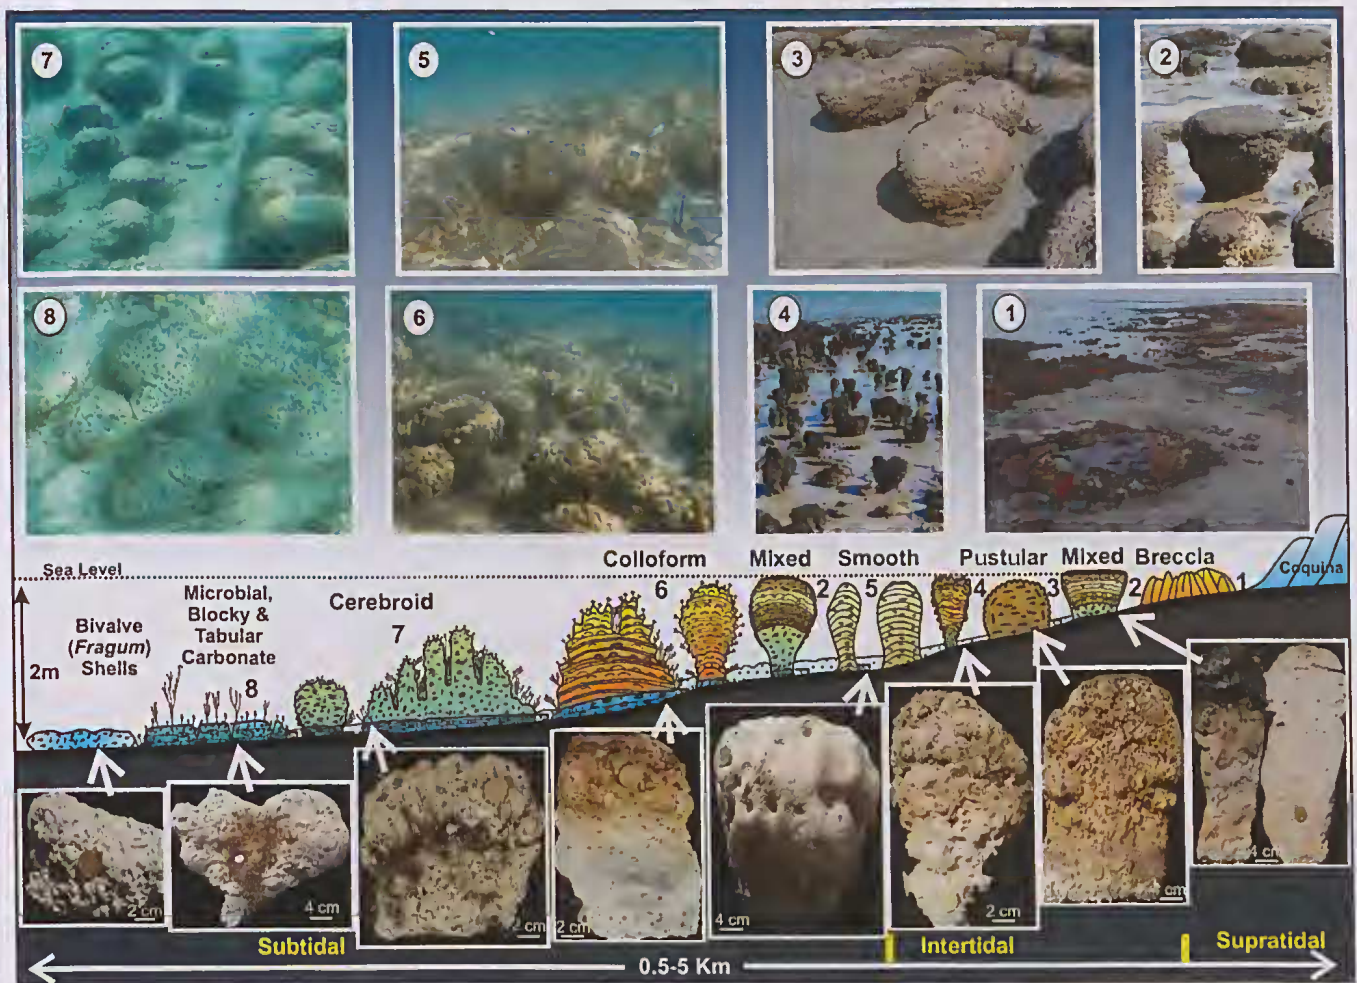 7
5
3
2
8
6
4
1
Colloform
Mixed
Smooth
Pustular
Mixed
Breccla
Sea Level
Coquina
Microbial,
Blocky &
Tabular
Carbonate
Cerebroid
Bivalve
(Fragum)
Shells
2m
8
7
6
2
5
4
3
2
1
2 cm
4 cm
2 cm
2 cm
4 cm
2 cm
cm
4 cm
Subtidal
Intertidal
Supratidal
0.5-5 Km